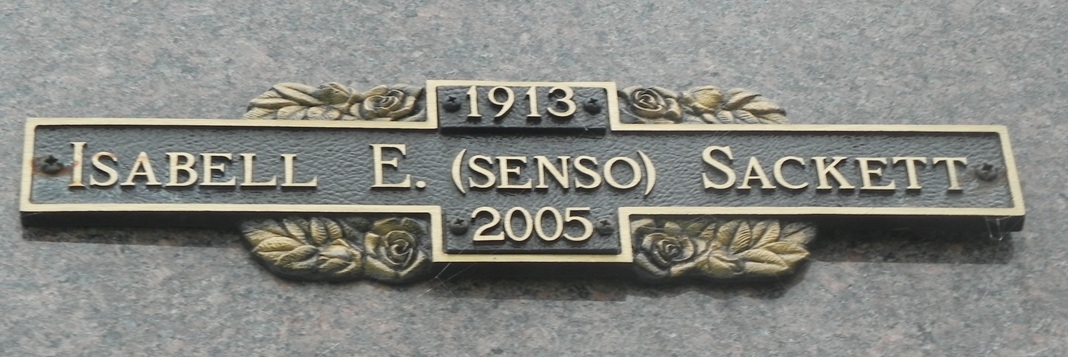 1913
ISABELL E. (SENSO) SACKETT
2005